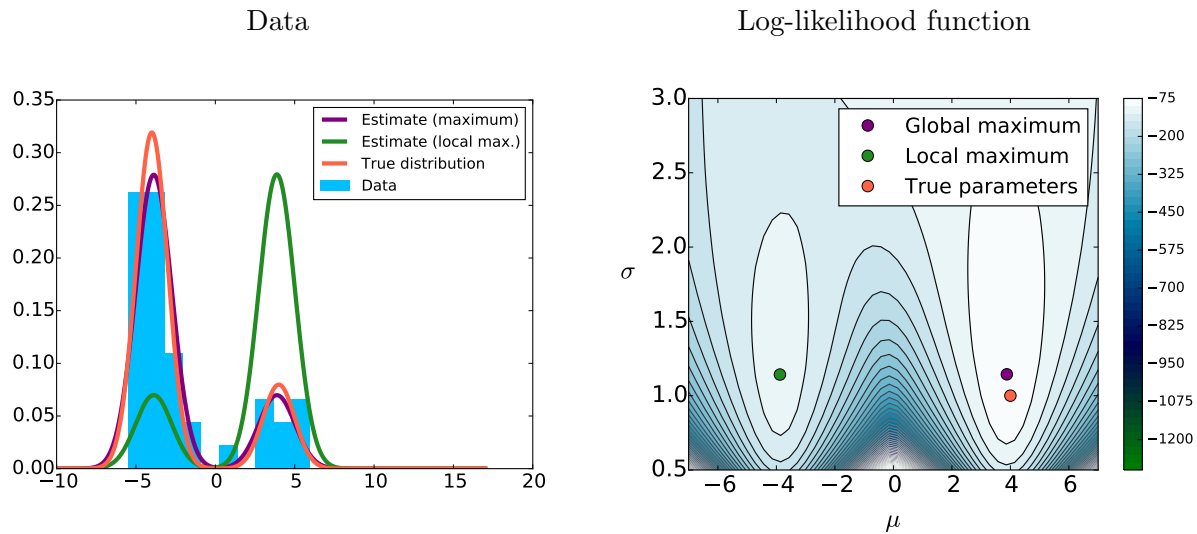 Data
0.35
0.30
0.25
0.20
0.15
0.10
0.05
0.00
−10 −5 0 5 10 15 20
Estimate (maximum)
Estimate (local max.)
True distribution
Data
Log-likelihood function
3.0
2.5
2.0
1.5
1.0
0.5
σ
−6 −4 −2 0 2 4 6
μ
Global maximum
Local maximum
True parameters
−75
−200
−325
−450
−575
−700
−825
−950
−1075
−1200